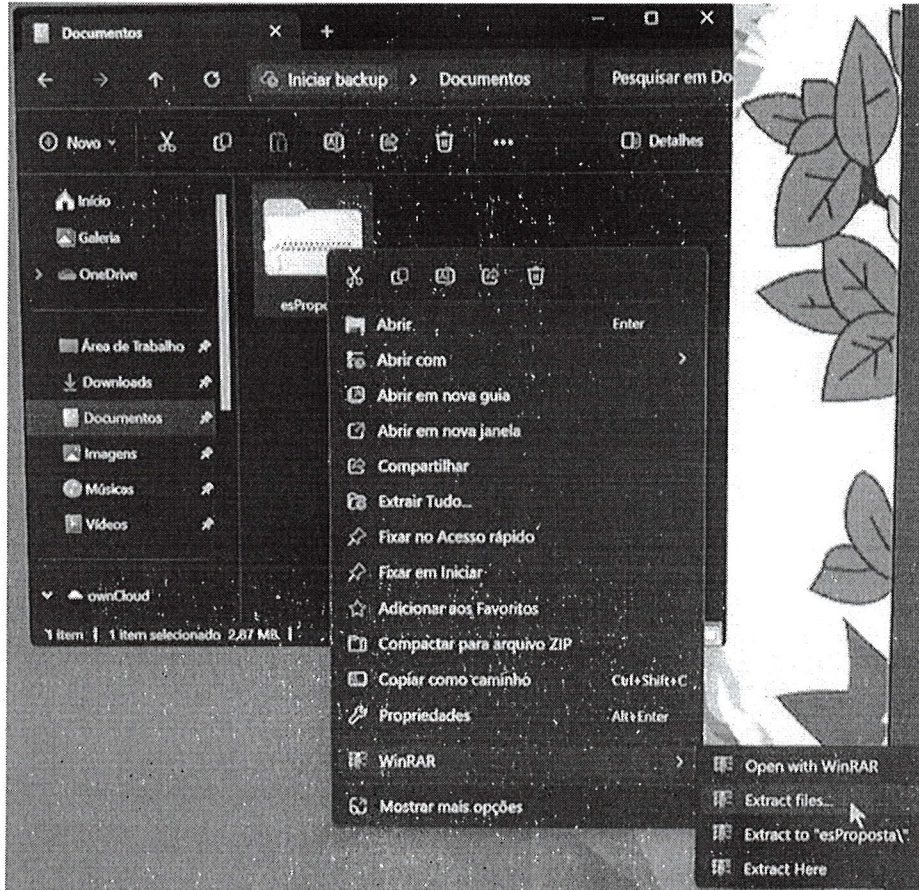 Documentos
Iniciar backup > Documentos
Pesquisar em Do
Novo
Detalhes
Início
Galeria
OneDrive
Área de Trabalho
Downloads
Documentos
Imagens
Músicas
Vídeos
ownCloud
1 item | 1 item selecionado 2,87 MB |
esPropo
Abrir Enter
Abrir com
Abrir em nova guia
Abrir em nova janela
Compartilhar
Extrair Tudo...
Fixar no Acesso rápido
Fixar em Iniciar
Adicionar aos Favoritos
Compactar para arquivo ZIP
Copiar como caminho Ctrl+Shift+C
Propriedades Alt+Enter
WinRAR
Mostrar mais opções
Open with WinRAR
Extract files...
Extract to "esProposta\"
Extract Here